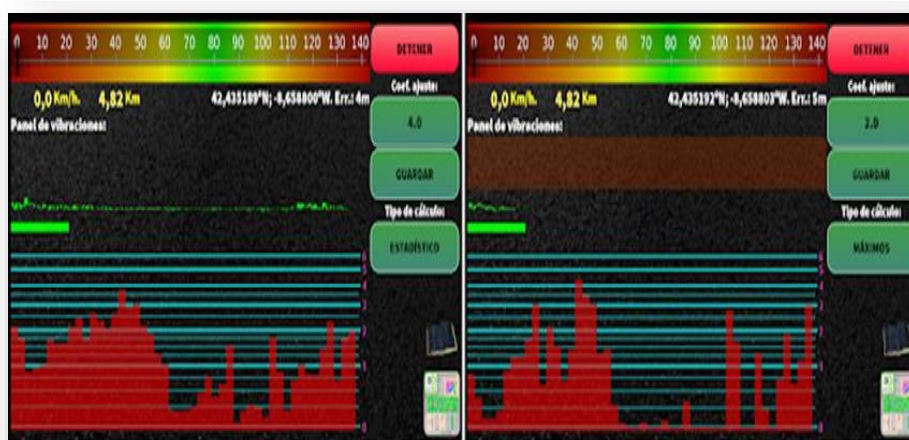 0 10 20 30 40 50 60 70 80 90 100 110 120 130 140
DETENER
Coef. ajuste:
0,0 Km/h. 4,82 Km
42,435189°N; -8,658800°W. Err.: 4m
Panel de vibraciones:
4.0
GUARDAR
Tipo de cálculo:
ESTADÍSTICO
0 10 20 30 40 50 60 70 80 90 100 110 120 130 140
DETENER
Coef. ajuste:
0,0 Km/h. 4,82 Km
42,435192°N; -8,658803°W. Err.: 5m
Panel de vibraciones:
2.0
GUARDAR
Tipo de cálculo:
MÁXIMOS